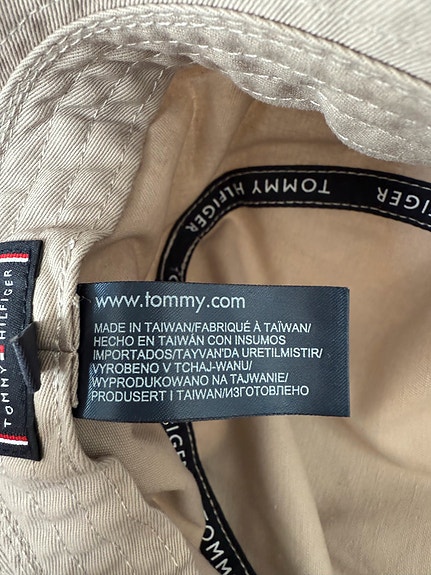 www.tommy.com
MADE IN TAIWAN/FABRIQUÉ À TAÏWAN/
HECHO EN TAIWÁN CON INSUMOS
IMPORTADOS/TAYVAN'DA URETILMISTIR/
VYROBENO V TCHAJ-WANU/
WYPRODUKOWANO NA TAJWANIE/
PRODUSERT I TAIWAN/ИЗГОТОВЛЕНО
TOMMY HILFIGER
TOMMY HILFIGER
TOMMY